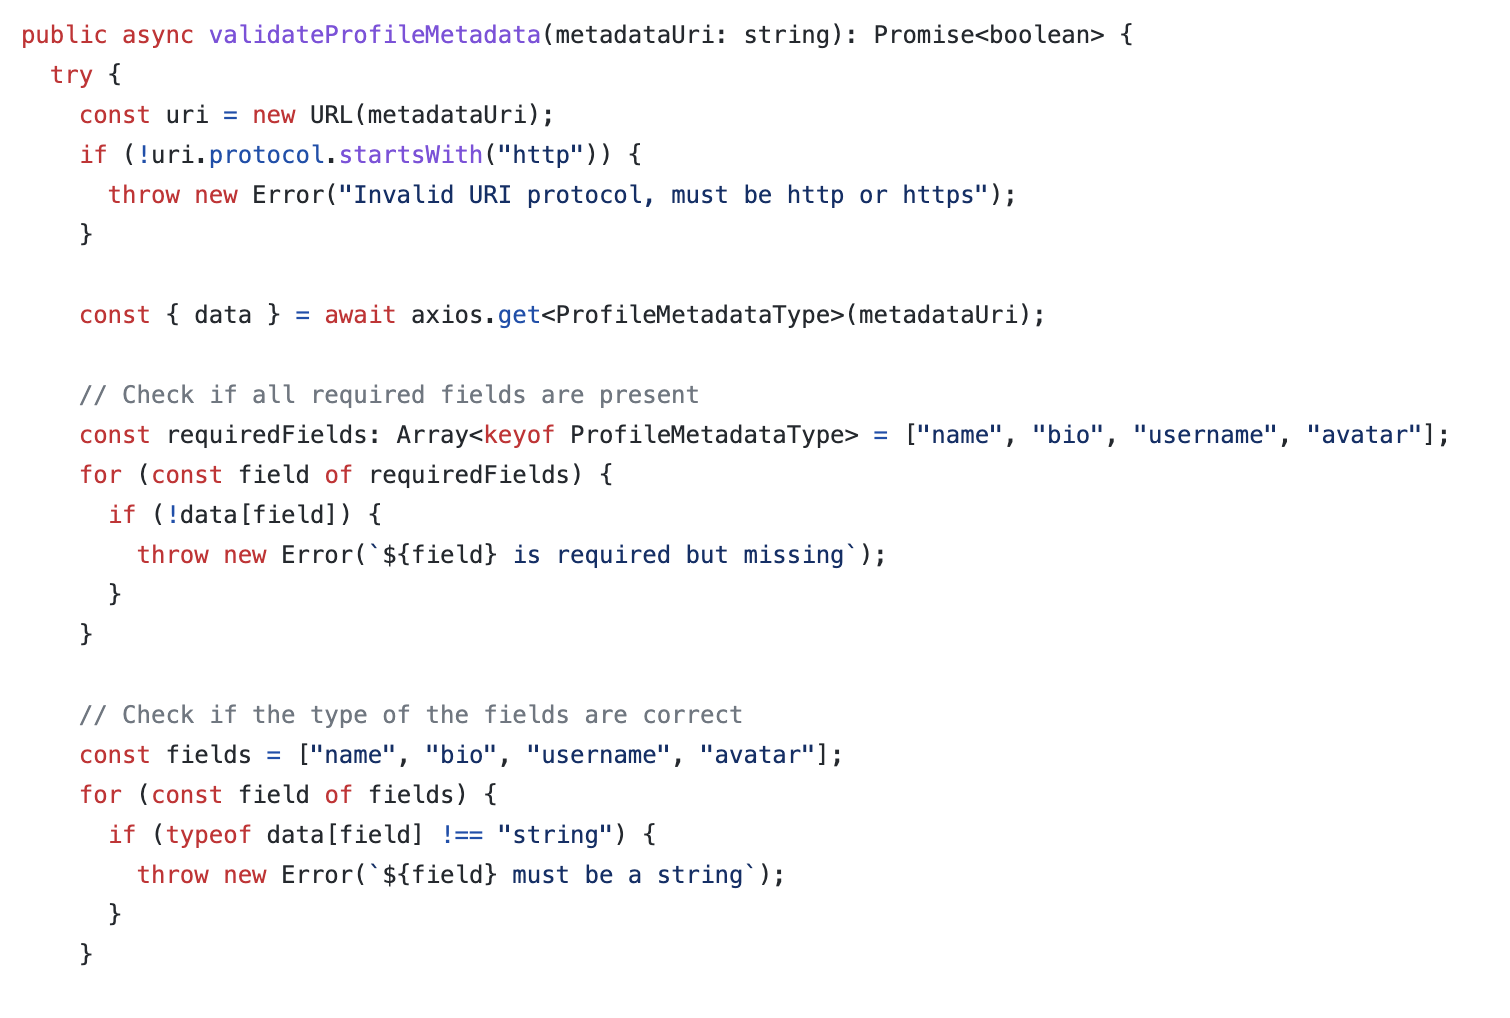 public async validateProfileMetadata(metadataUri: string): Promise<boolean> {
  try {
    const uri = new URL(metadataUri);
    if (!uri.protocol.startsWith("http")) {
      throw new Error("Invalid URI protocol, must be http or https");
    }

    const { data } = await axios.get<ProfileMetadataType>(metadataUri);

    // Check if all required fields are present
    const requiredFields: Array<keyof ProfileMetadataType> = ["name", "bio", "username", "avatar"];
    for (const field of requiredFields) {
      if (!data[field]) {
        throw new Error(`${field} is required but missing`);
      }
    }

    // Check if the type of the fields are correct
    const fields = ["name", "bio", "username", "avatar"];
    for (const field of fields) {
      if (typeof data[field] !== "string") {
        throw new Error(`${field} must be a string`);
      }
    }